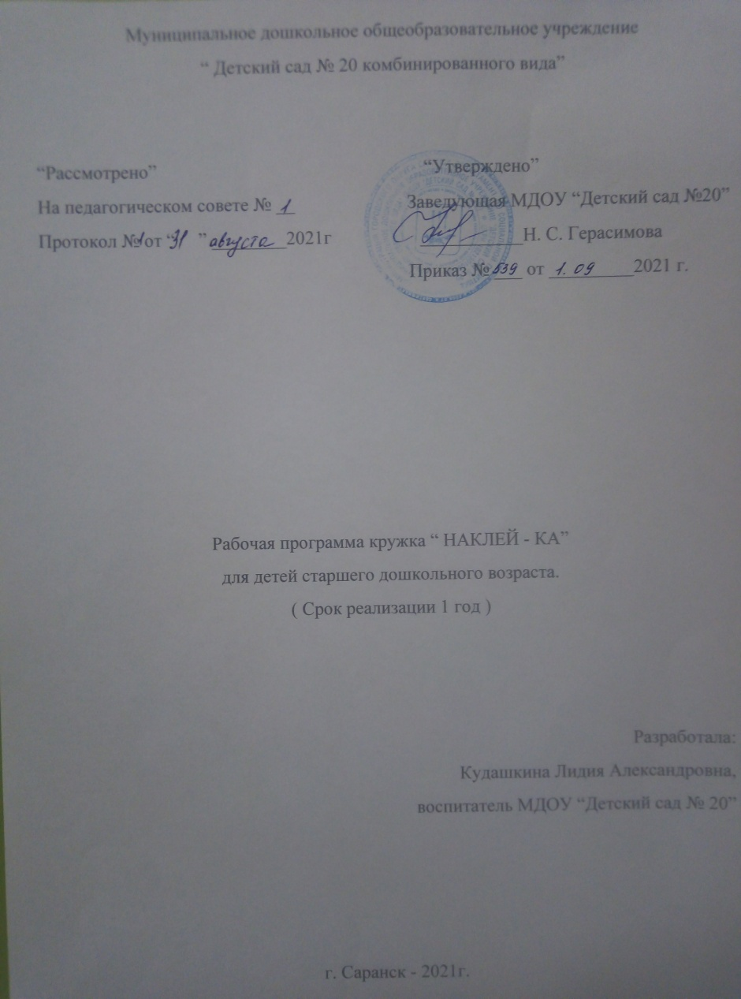 Муниципальное дошкольное общеобразовательное учреждение
“ Детский сад № 20 комбинированного вида”
“Рассмотрено”
На педагогическом совете № 1
Протокол №1 от “31 ” августа 2021г
“Утверждено”
Заведующая МДОУ “Детский сад №20”
Н. С. Герасимова
Приказ № 539 от 1. 09 2021 г.
Рабочая программа кружка “ НАКЛЕЙ - КА”
для детей старшего дошкольного возраста.
( Срок реализации 1 год )
Разработала:
Кудашкина Лидия Александровна,
воспитатель МДОУ “Детский сад № 20”
г. Саранск - 2021г.